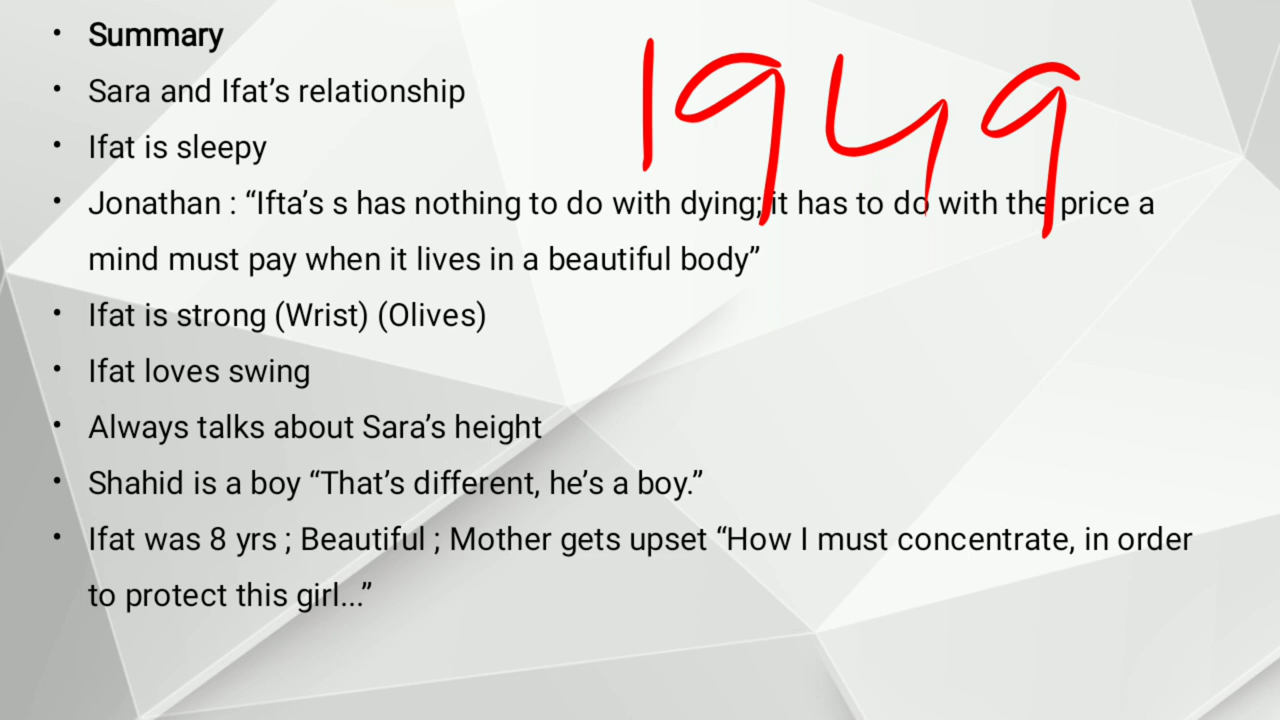 • Summary
1949
• Sara and Ifat’s relationship
• Ifat is sleepy
• Jonathan : “Ifta’s s has nothing to do with dying; it has to do with the price a
mind must pay when it lives in a beautiful body”
• Ifat is strong (Wrist) (Olives)
• Ifat loves swing
• Always talks about Sara’s height
• Shahid is a boy “That’s different, he’s a boy.”
• Ifat was 8 yrs ; Beautiful ; Mother gets upset “How I must concentrate, in order
to protect this girl...”